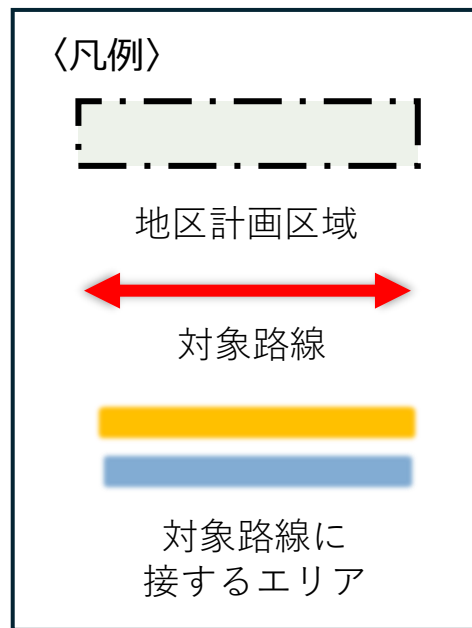 〈凡例〉
地区計画区域
対象路線
対象路線に
接するエリア